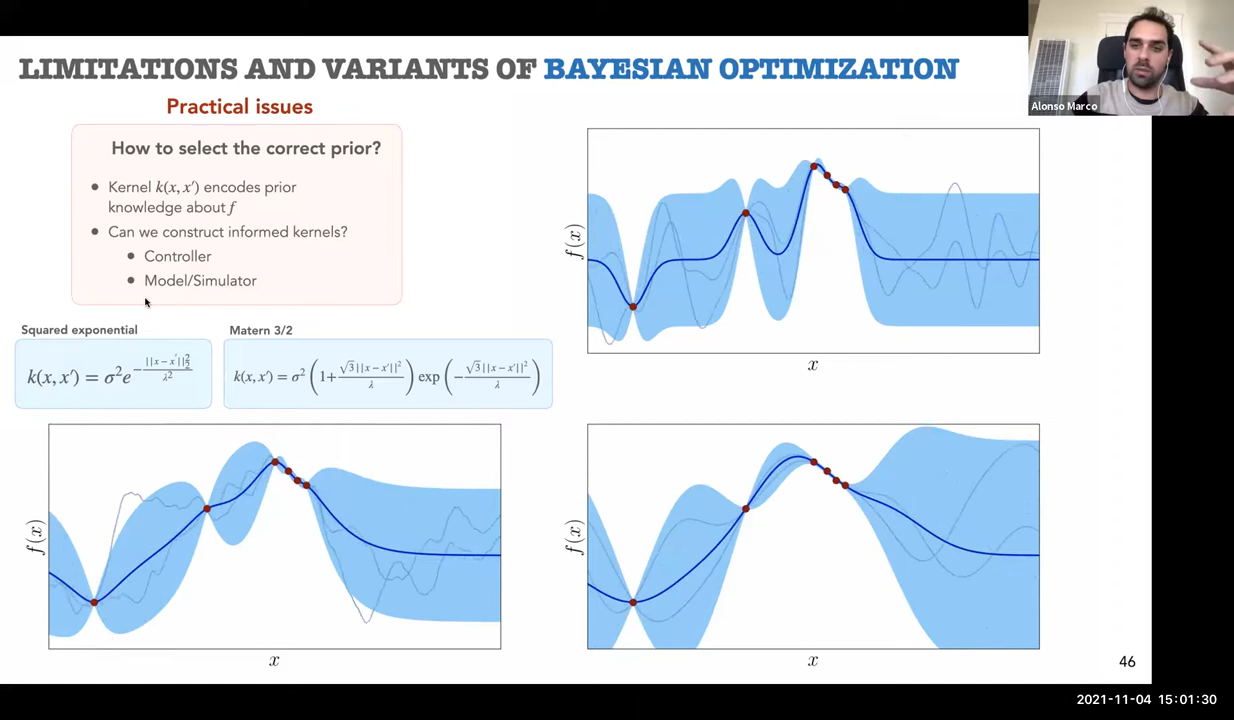 LIMITATIONS AND VARIANTS OF BAYESIAN OPTIMIZATION
Practical issues
How to select the correct prior?
• Kernel k(x, x′) encodes prior
knowledge about f
• Can we construct informed kernels?
• Controller
• Model/Simulator
Squared exponential
k(x, x′) = σ²e^{-||x−x′||₂²/λ²}
Matern 3/2
k(x, x′) = σ² (1+ √3||x−x′||²/λ) exp (− √3||x−x′||²/λ)
f(x)
x
f(x)
x
f(x)
x
46
Alonso Marco
2021-11-04 15:01:30